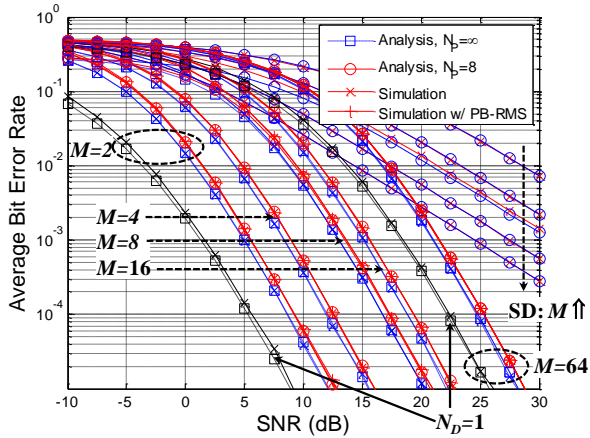 Analysis, N_P=∞
Analysis, N_P=8
Simulation
Simulation w/ PB-RMS
M=2
M=4
M=8
M=16
SD: M⇑
M=64
N_D=1
Average Bit Error Rate
10^0
10^-1
10^-2
10^-3
10^-4
-10 -5 0 5 10 15 20 25 30
SNR (dB)